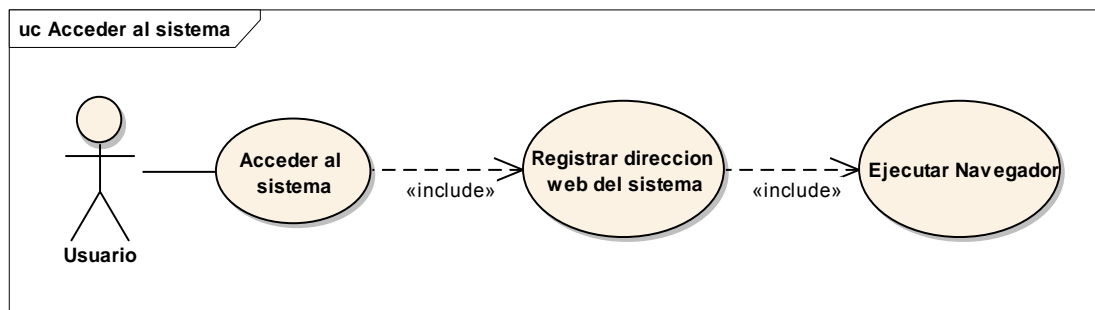 uc Acceder al sistema
Usuario
Acceder al
sistema
«include»
Registrar direccion
web del sistema
«include»
Ejecutar Navegador